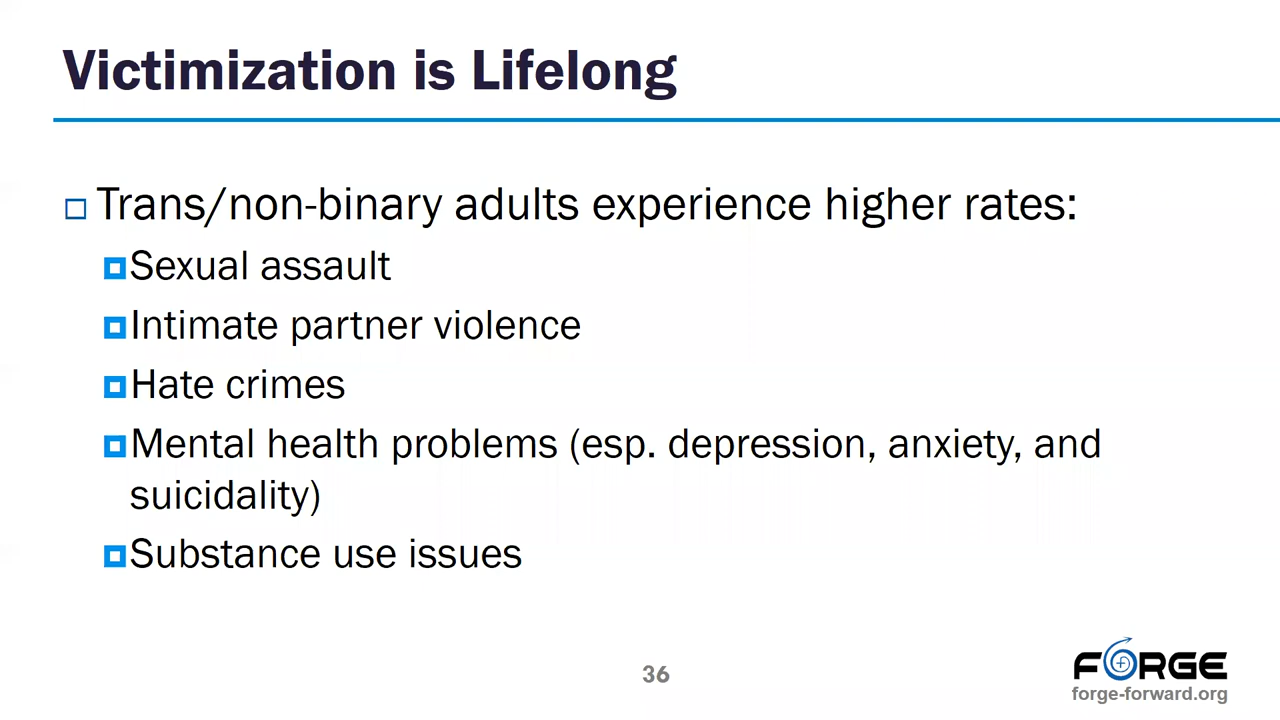 Victimization is Lifelong
Trans/non-binary adults experience higher rates:
Sexual assault
Intimate partner violence
Hate crimes
Mental health problems (esp. depression, anxiety, and
suicidality)
Substance use issues
36
FORGE
forge-forward.org